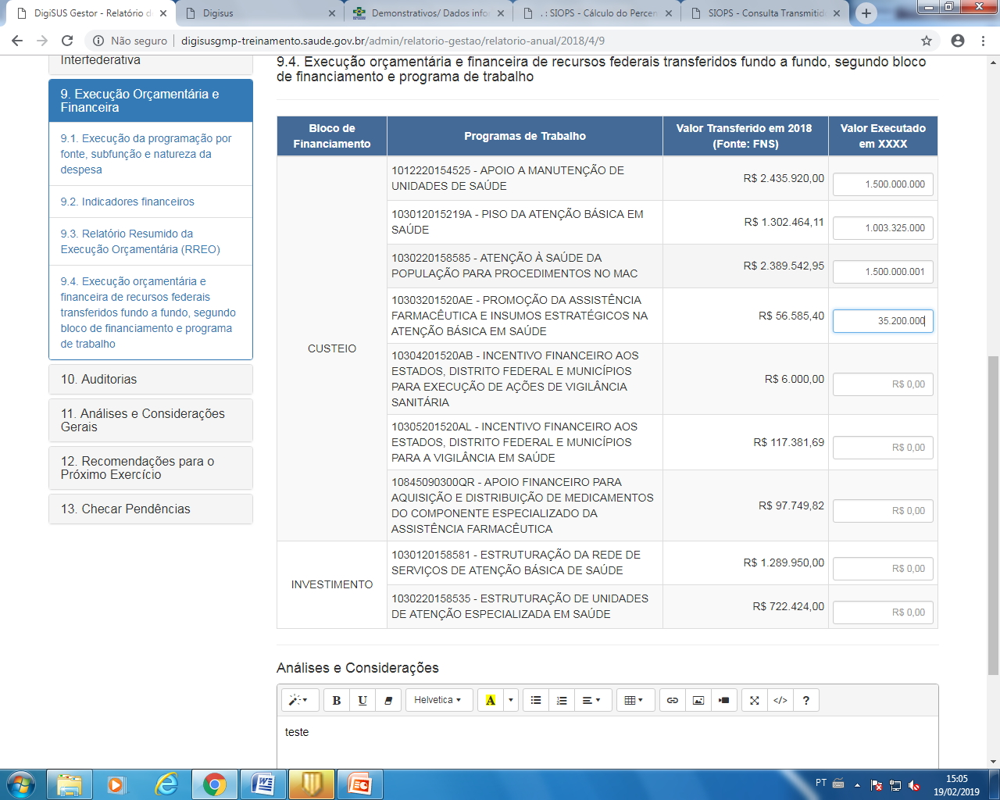 DigiSUS Gestor - Relatório d
Digisus
Demonstrativos/ Dados info
. : SIOPS - Cálculo do Percen
SIOPS - Consulta Transmitid
Não seguro | digisusgmp-treinamento.saude.gov.br/admin/relatorio-gestao/relatorio-anual/2018/4/9
Interfederativa
9. Execução Orçamentária e
Financeira
9.1. Execução da programação por
fonte, subfunção e natureza da
despesa
9.2. Indicadores financeiros
9.3. Relatório Resumido da
Execução Orçamentária (RREO)
9.4. Execução orçamentária e
financeira de recursos federais
transferidos fundo a fundo, segundo
bloco de financiamento e programa
de trabalho
10. Auditorias
11. Análises e Considerações
Gerais
12. Recomendações para o
Próximo Exercício
13. Checar Pendências
9.4. Execução orçamentária e financeira de recursos federais transferidos fundo a fundo, segundo bloco
de financiamento e programa de trabalho
Bloco de
Financiamento
Programas de Trabalho
Valor Transferido em 2018
(Fonte: FNS)
Valor Executado
em XXXX
CUSTEIO
1012220154525 - APOIO A MANUTENÇÃO DE
UNIDADES DE SAÚDE
R$ 2.435.920,00
1.500.000.000
103012015219A - PISO DA ATENÇÃO BÁSICA EM
SAÚDE
R$ 1.302.464,11
1.003.325.000
1030220158585 - ATENÇÃO À SAÚDE DA
POPULAÇÃO PARA PROCEDIMENTOS NO MAC
R$ 2.389.542,95
1.500.000.001
10303201520AE - PROMOÇÃO DA ASSISTÊNCIA
FARMACÊUTICA E INSUMOS ESTRATÉGICOS NA
ATENÇÃO BÁSICA EM SAÚDE
R$ 56.585,40
35.200.000
10304201520AB - INCENTIVO FINANCEIRO AOS
ESTADOS, DISTRITO FEDERAL E MUNICÍPIOS
PARA EXECUÇÃO DE AÇÕES DE VIGILÂNCIA
SANITÁRIA
R$ 6.000,00
R$ 0,00
10305201520AL - INCENTIVO FINANCEIRO AOS
ESTADOS, DISTRITO FEDERAL E MUNICÍPIOS
PARA A VIGILÂNCIA EM SAÚDE
R$ 117.381,69
R$ 0,00
10845090300QR - APOIO FINANCEIRO PARA
AQUISIÇÃO E DISTRIBUIÇÃO DE MEDICAMENTOS
DO COMPONENTE ESPECIALIZADO DA
ASSISTÊNCIA FARMACÊUTICA
R$ 97.749,82
R$ 0,00
INVESTIMENTO
1030120158581 - ESTRUTURAÇÃO DA REDE DE
SERVIÇOS DE ATENÇÃO BÁSICA DE SAÚDE
R$ 1.289.950,00
R$ 0,00
1030220158535 - ESTRUTURAÇÃO DE UNIDADES
DE ATENÇÃO ESPECIALIZADA EM SAÚDE
R$ 722.424,00
R$ 0,00
Análises e Considerações
B U Helvetica A </> ?
teste
PT
15:05
19/02/2019